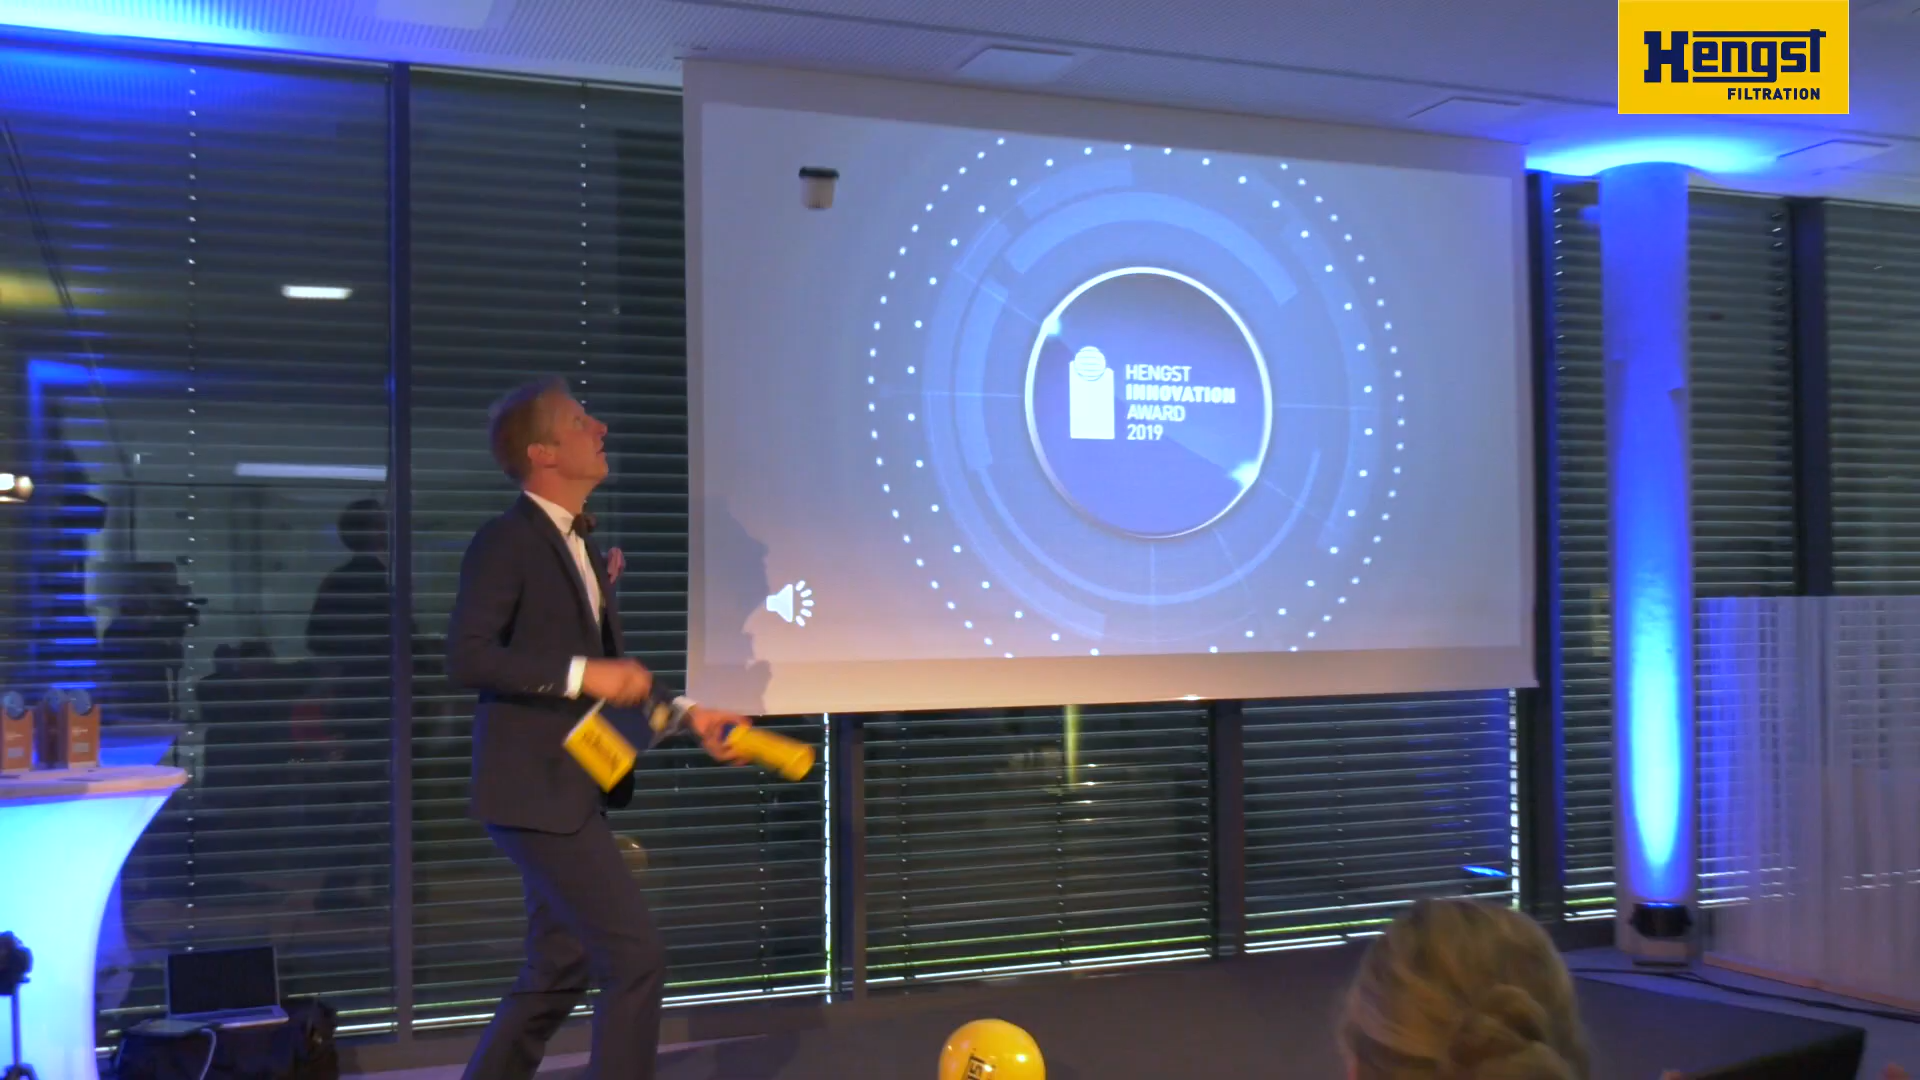 Hengst
FILTRATION
HENGST
INNOVATION
AWARD
2019